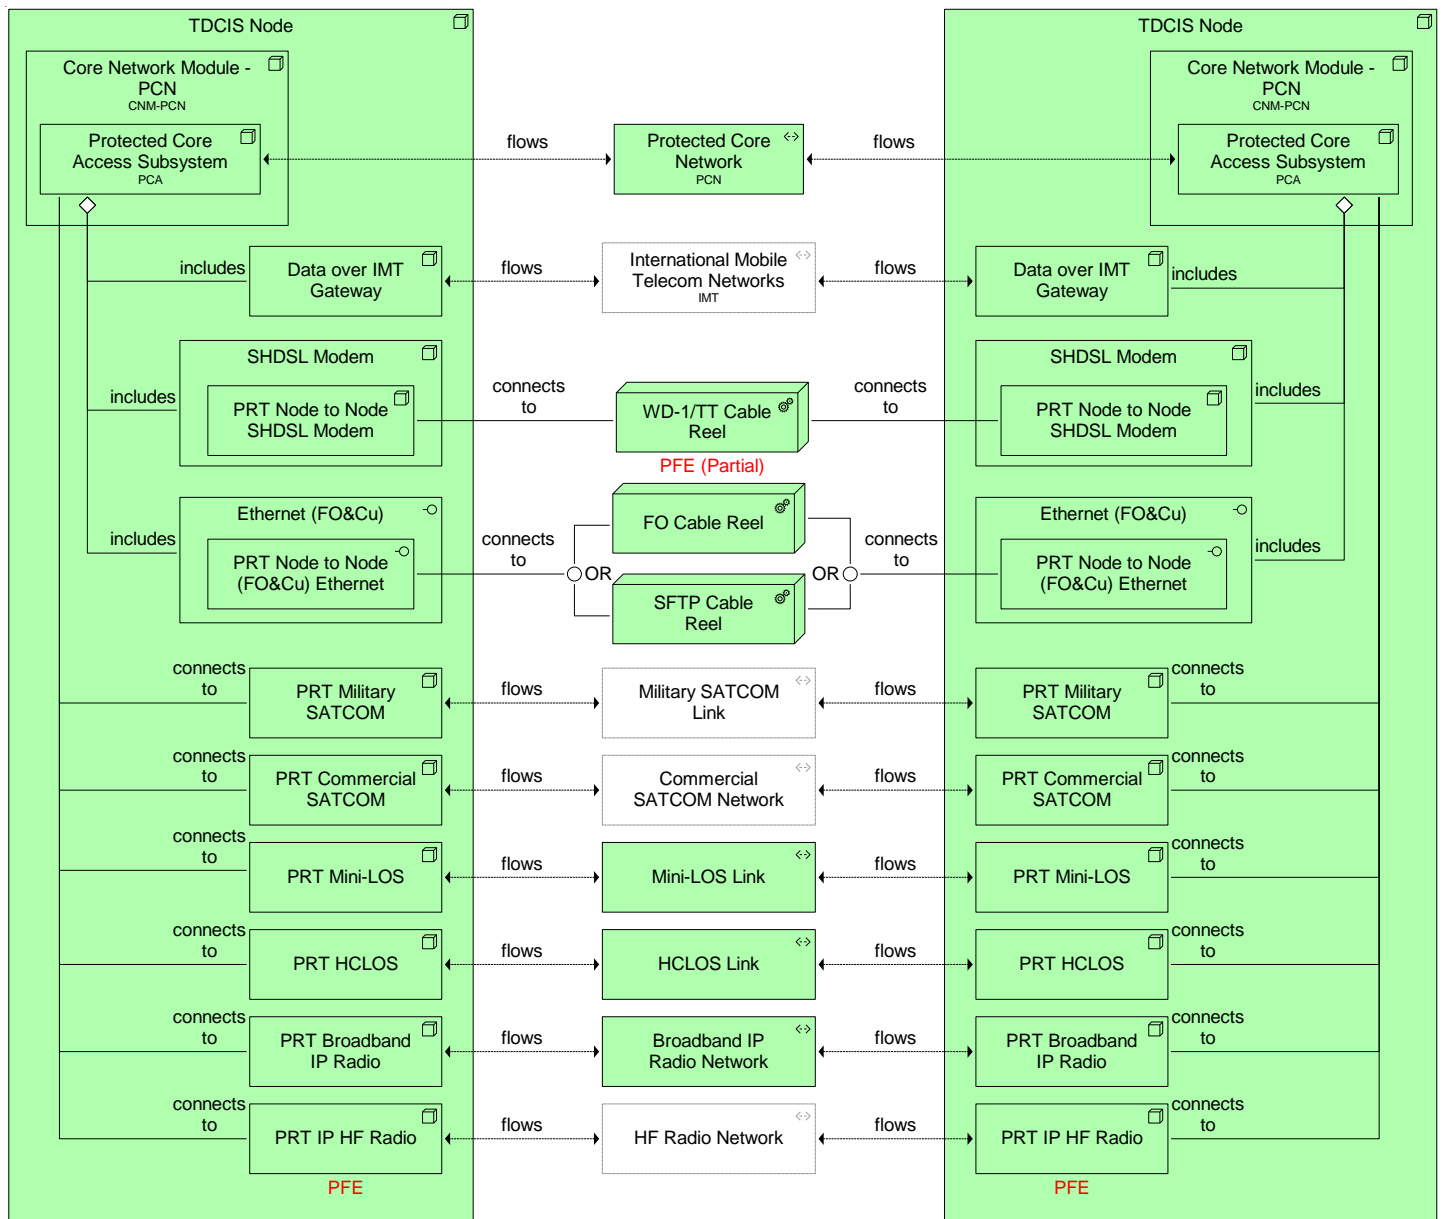 TDCIS Node
TDCIS Node
Core Network Module -
PCN
CNM-PCN
Core Network Module -
PCN
CNM-PCN
Protected Core
Access Subsystem
PCA
flows
Protected Core
Network
PCN
flows
Protected Core
Access Subsystem
PCA
includes
Data over IMT
Gateway
flows
International Mobile
Telecom Networks
IMT
flows
Data over IMT
Gateway
includes
SHDSL Modem
SHDSL Modem
includes
PRT Node to Node
SHDSL Modem
connects
to
WD-1/TT Cable
Reel
connects
to
PRT Node to Node
SHDSL Modem
includes
PFE (Partial)
Ethernet (FO&Cu)
FO Cable Reel
Ethernet (FO&Cu)
includes
PRT Node to Node
(FO&Cu) Ethernet
connects
to
OR
OR
connects
to
PRT Node to Node
(FO&Cu) Ethernet
includes
SFTP Cable
Reel
connects
to
PRT Military
SATCOM
flows
Military SATCOM
Link
flows
PRT Military
SATCOM
connects
to
connects
to
PRT Commercial
SATCOM
flows
Commercial
SATCOM Network
flows
PRT Commercial
SATCOM
connects
to
connects
to
PRT Mini-LOS
flows
Mini-LOS Link
flows
PRT Mini-LOS
connects
to
connects
to
PRT HCLOS
flows
HCLOS Link
flows
PRT HCLOS
connects
to
connects
to
PRT Broadband
IP Radio
flows
Broadband IP
Radio Network
flows
PRT Broadband
IP Radio
connects
to
connects
to
PRT IP HF Radio
flows
HF Radio Network
flows
PRT IP HF Radio
connects
to
PFE
PFE